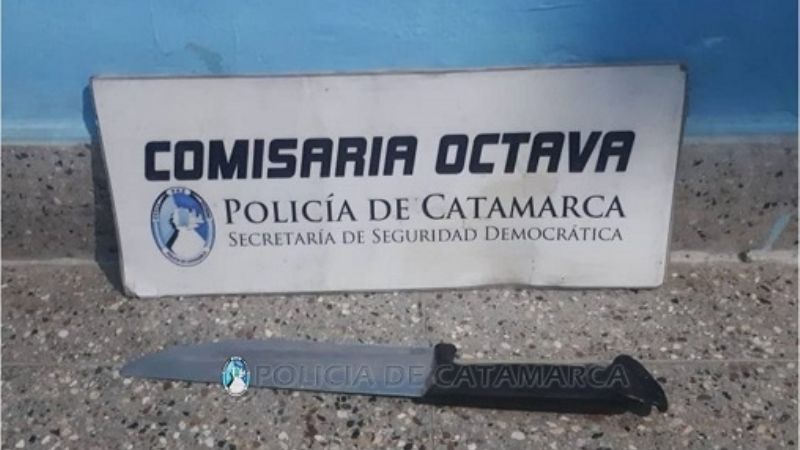 COMISARIA OCTAVA
POLICÍA DE CATAMARCA
SECRETARÍA DE SEGURIDAD DEMOCRÁTICA
POLICIA DE CATAMARCA